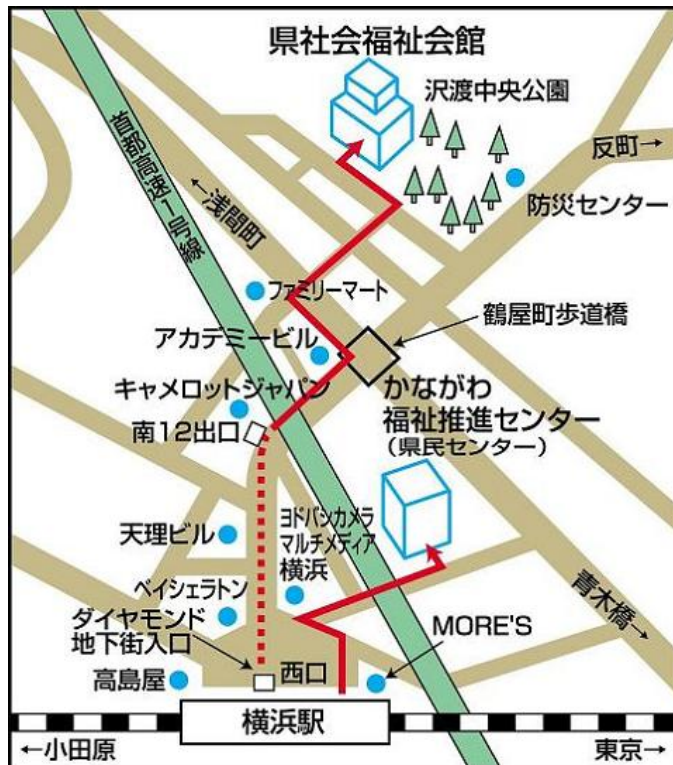 県社会福祉会館
沢渡中央公園
反町→
首都高速1号線
←浅間町
防災センター
ファミリーマート
鶴屋町歩道橋
アカデミービル
かながわ
福祉推進センター
（県民センター）
キャメロットジャパン
南12出口
ヨドバシカメラ
マルチメディア
横浜
天理ビル
青木橋→
ベイシェラトン
ダイヤモンド
地下街入口
MORE'S
高島屋
西口
横浜駅
←小田原
東京→